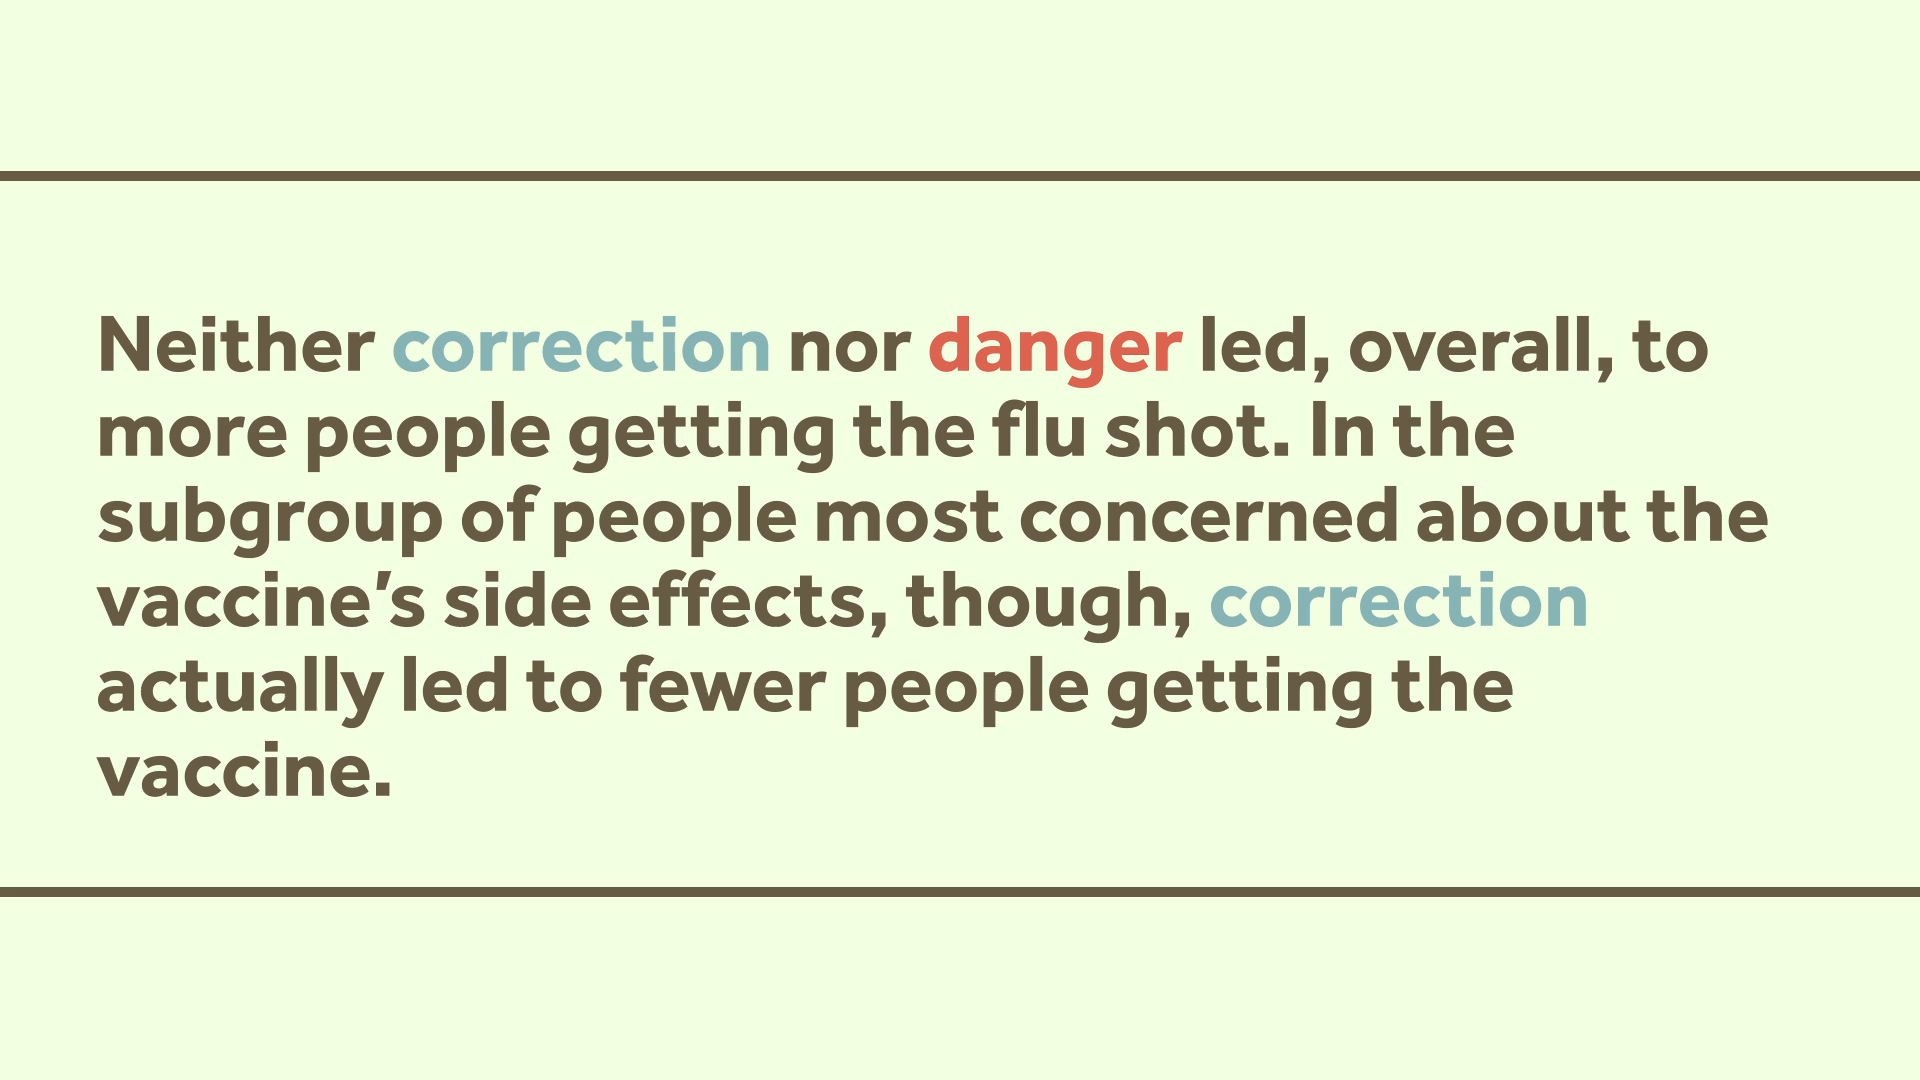 Neither correction nor danger led, overall, to
more people getting the flu shot. In the
subgroup of people most concerned about the
vaccine’s side effects, though, correction
actually led to fewer people getting the
vaccine.